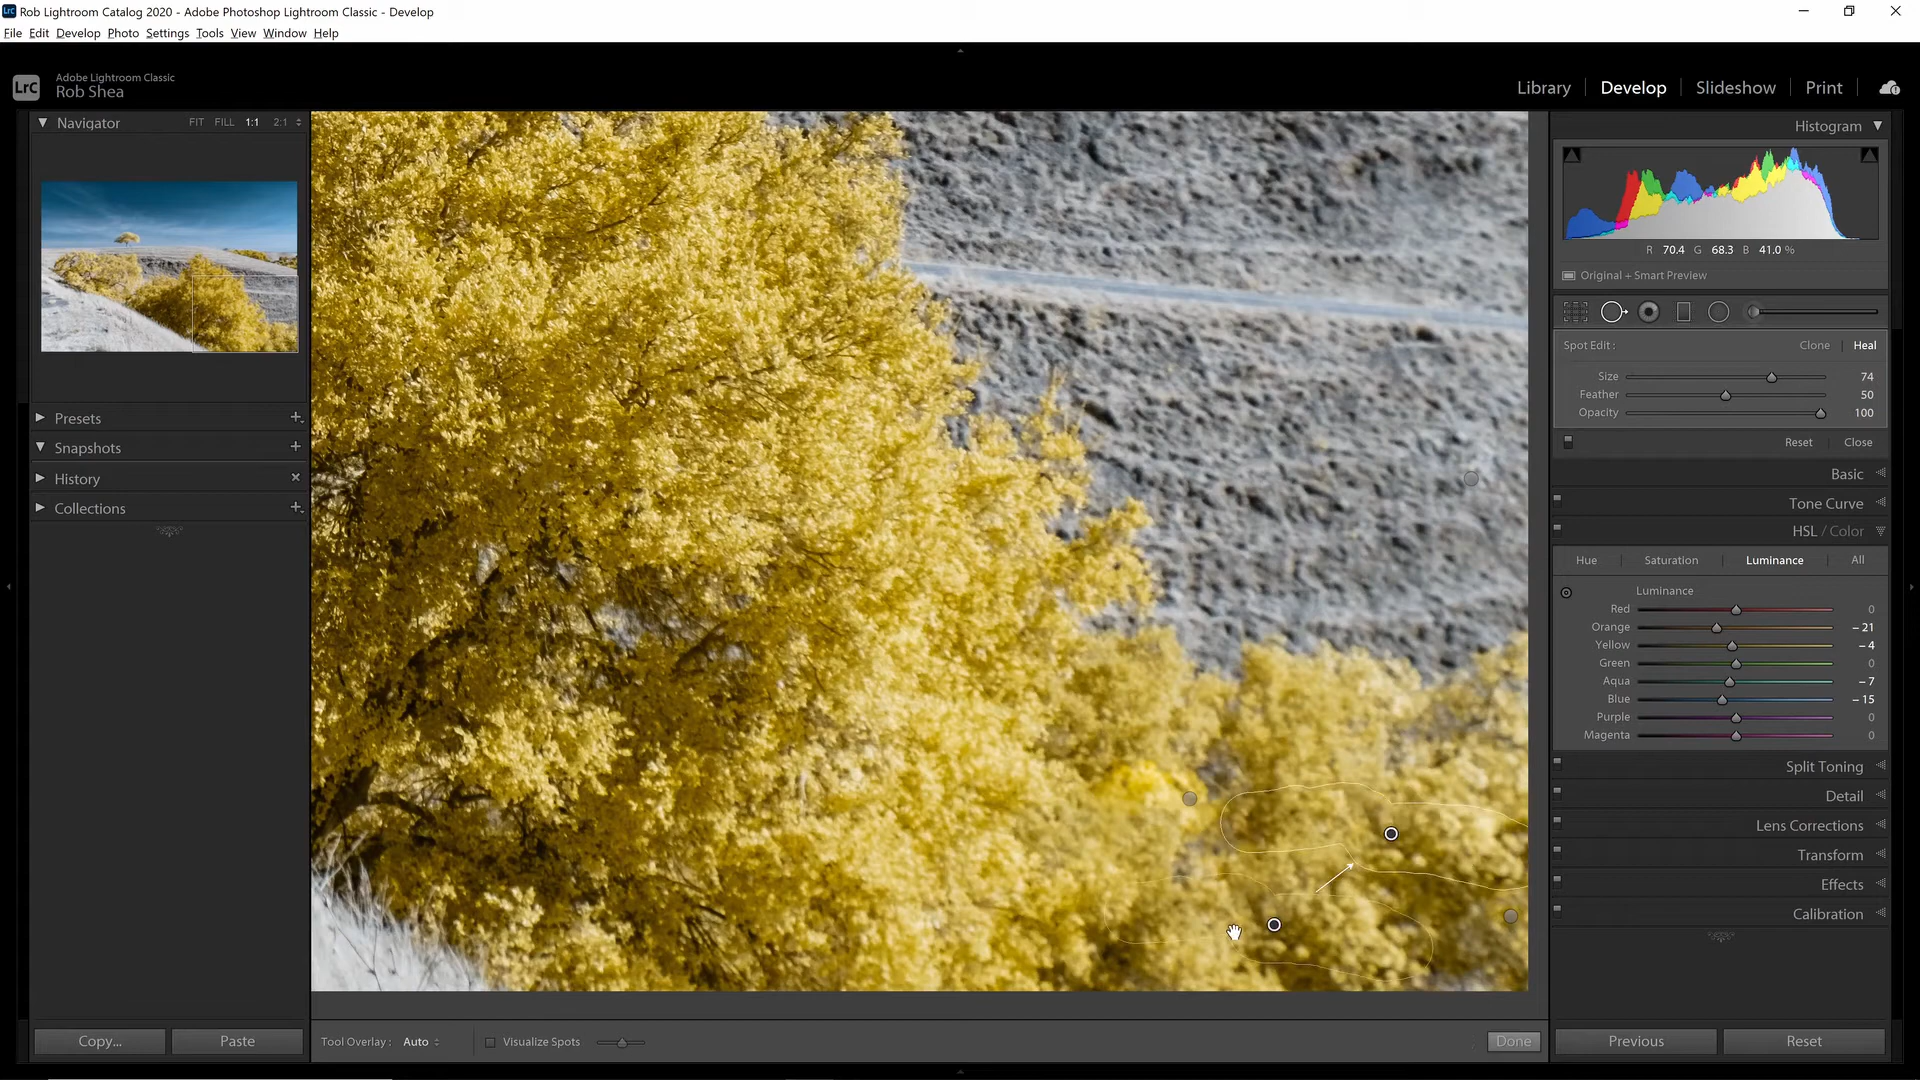 LrC Rob Lightroom Catalog 2020 - Adobe Photoshop Lightroom Classic - Develop
File Edit Develop Photo Settings Tools View Window Help
LrC
Adobe Lightroom Classic
Rob Shea
Library Develop Slideshow Print
Navigator FIT FILL 1:1 2:1
Presets
Snapshots
History
Collections
Copy... Paste
Tool Overlay : Auto Visualize Spots Done
Histogram
R 70.4 G 68.3 B 41.0 %
Original + Smart Preview
Spot Edit : Clone Heal
Size 74
Feather 50
Opacity 100
Reset Close
Basic
Tone Curve
HSL / Color
Hue Saturation Luminance All
Luminance
Red 0
Orange - 21
Yellow - 4
Green 0
Aqua - 7
Blue - 15
Purple 0
Magenta 0
Split Toning
Detail
Lens Corrections
Transform
Effects
Calibration
Previous Reset